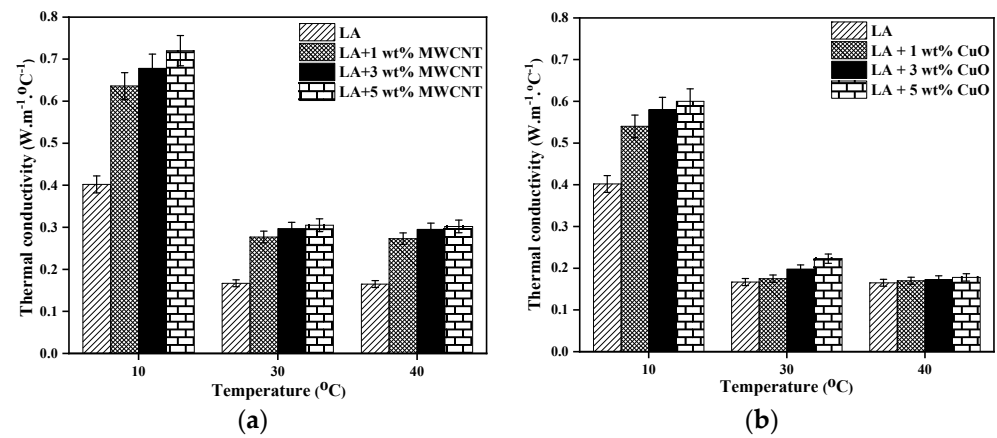 0.8
0.7
0.6
0.5
0.4
0.3
0.2
0.1
0.0
Thermal conductivity (W.m⁻¹.⁰C⁻¹)
LA
LA+1 wt% MWCNT
LA+3 wt% MWCNT
LA+5 wt% MWCNT
10
30
40
Temperature (⁰C)
(a)
0.8
0.7
0.6
0.5
0.4
0.3
0.2
0.1
0.0
Thermal conductivity (W.m⁻¹.⁰C⁻¹)
LA
LA + 1 wt% CuO
LA + 3 wt% CuO
LA + 5 wt% CuO
10
30
40
Temperature (⁰C)
(b)